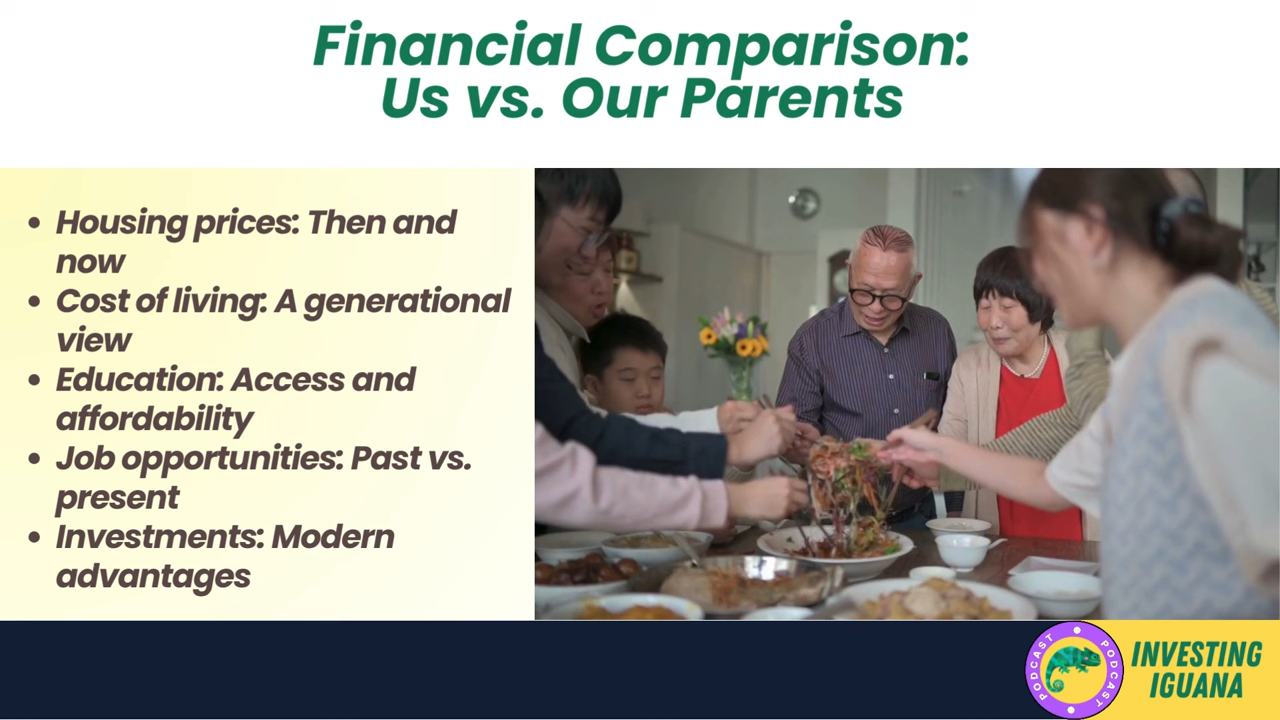 Financial Comparison:
Us vs. Our Parents
• Housing prices: Then and
now
• Cost of living: A generational
view
• Education: Access and
affordability
• Job opportunities: Past vs.
present
• Investments: Modern
advantages
PODCAST
PODCAST
INVESTING
IGUANA